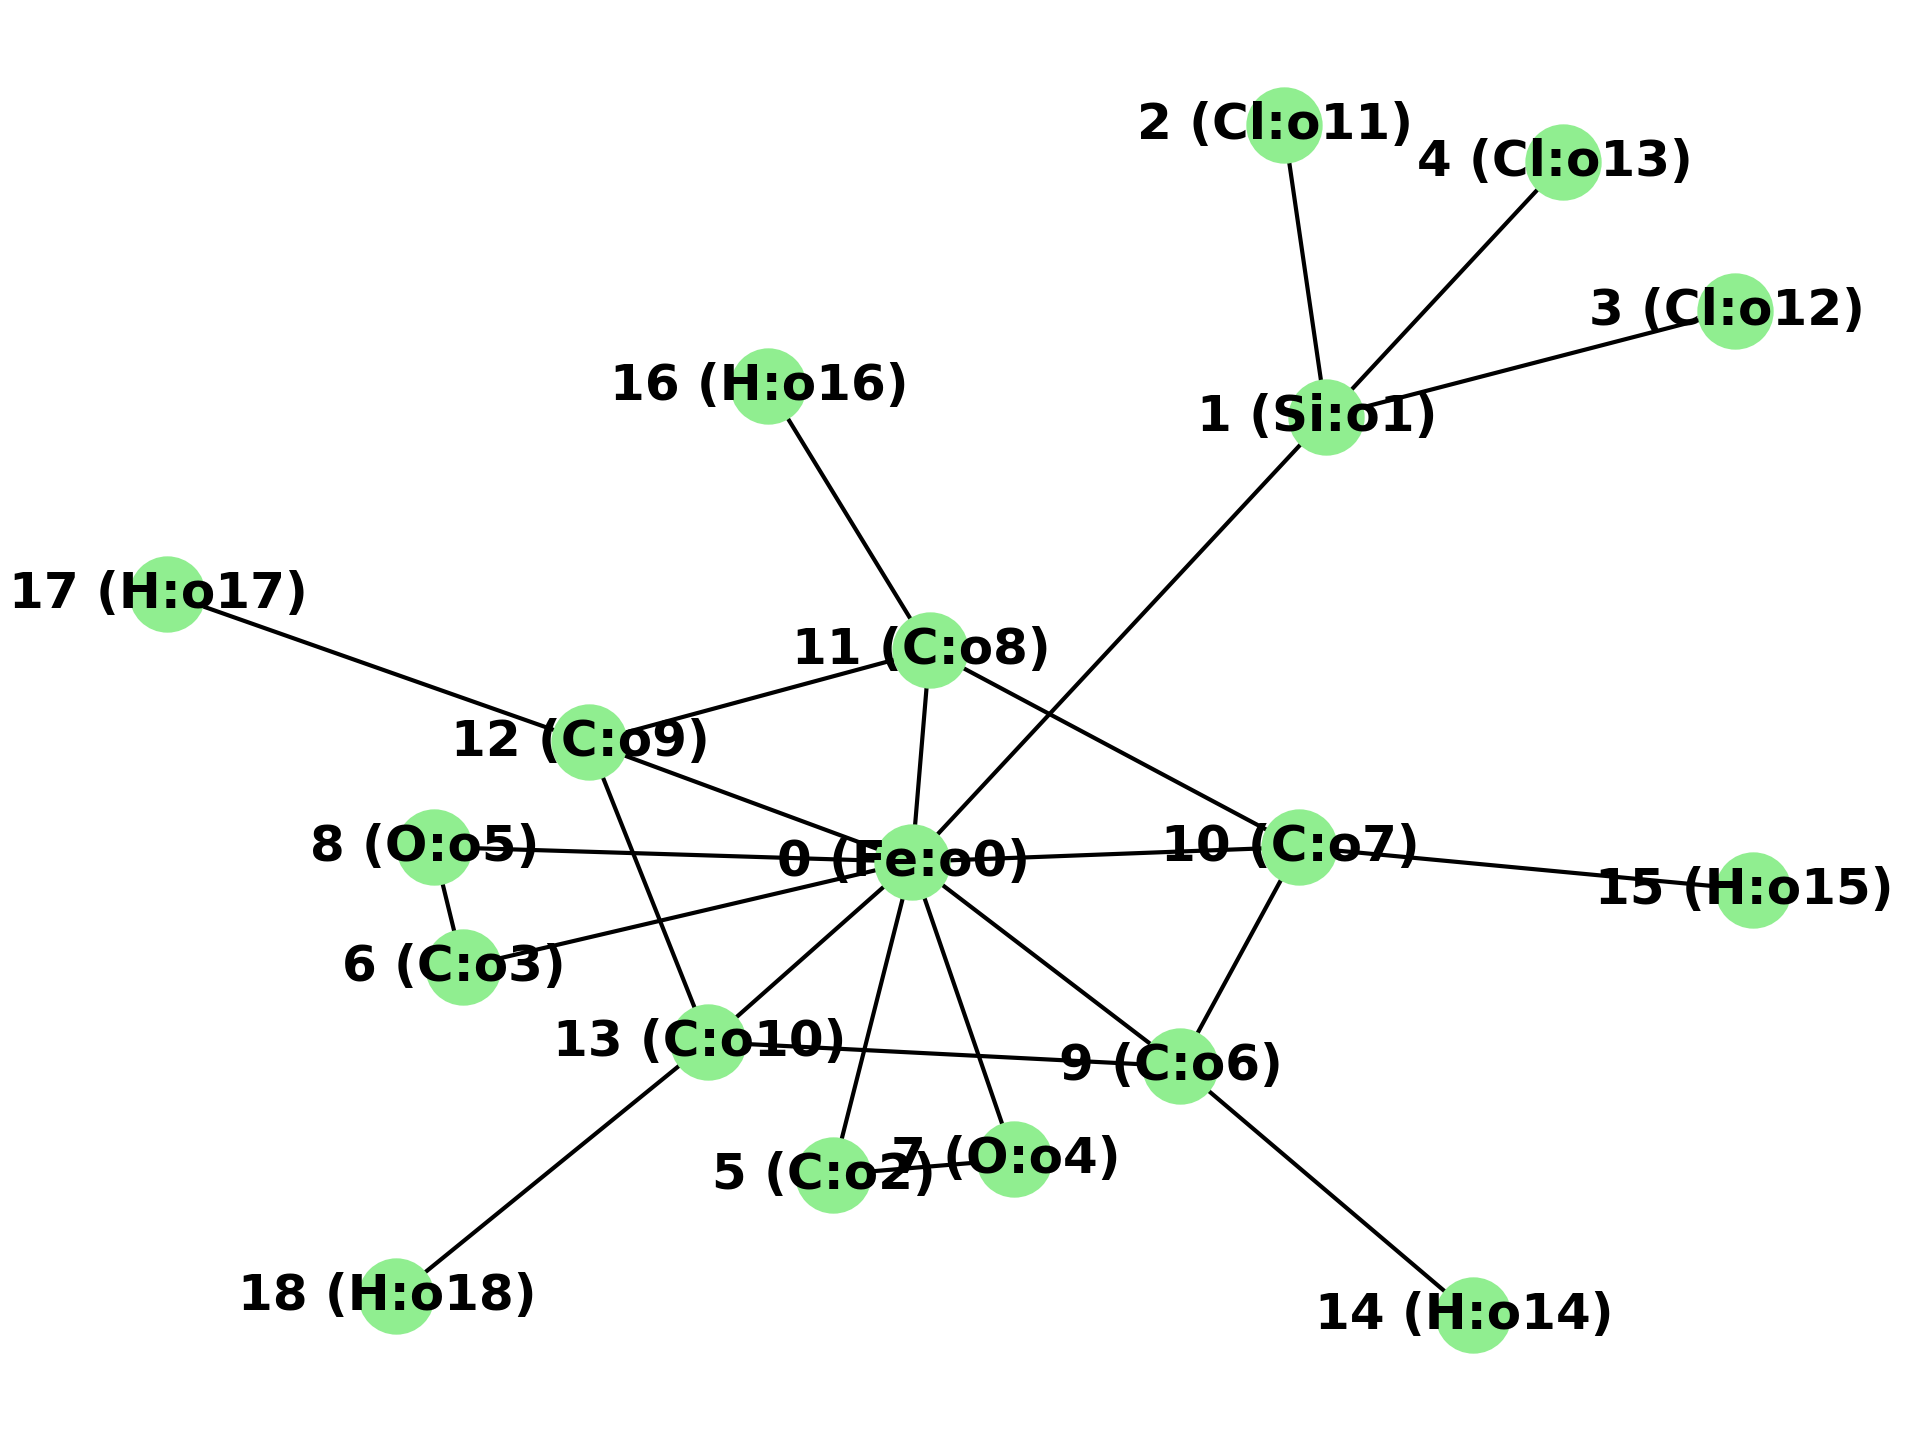 2 (Cl:o11)
4 (Cl:o13)
3 (Cl:o12)
16 (H:o16)
1 (Si:o1)
17 (H:o17)
11 (C:o8)
12 (C:o9)
8 (O:o5)
0 (Fe:o0)
10 (C:o7)
15 (H:o15)
6 (C:o3)
13 (C:o10)
9 (C:o6)
5 (C:o2)
7 (O:o4)
18 (H:o18)
14 (H:o14)